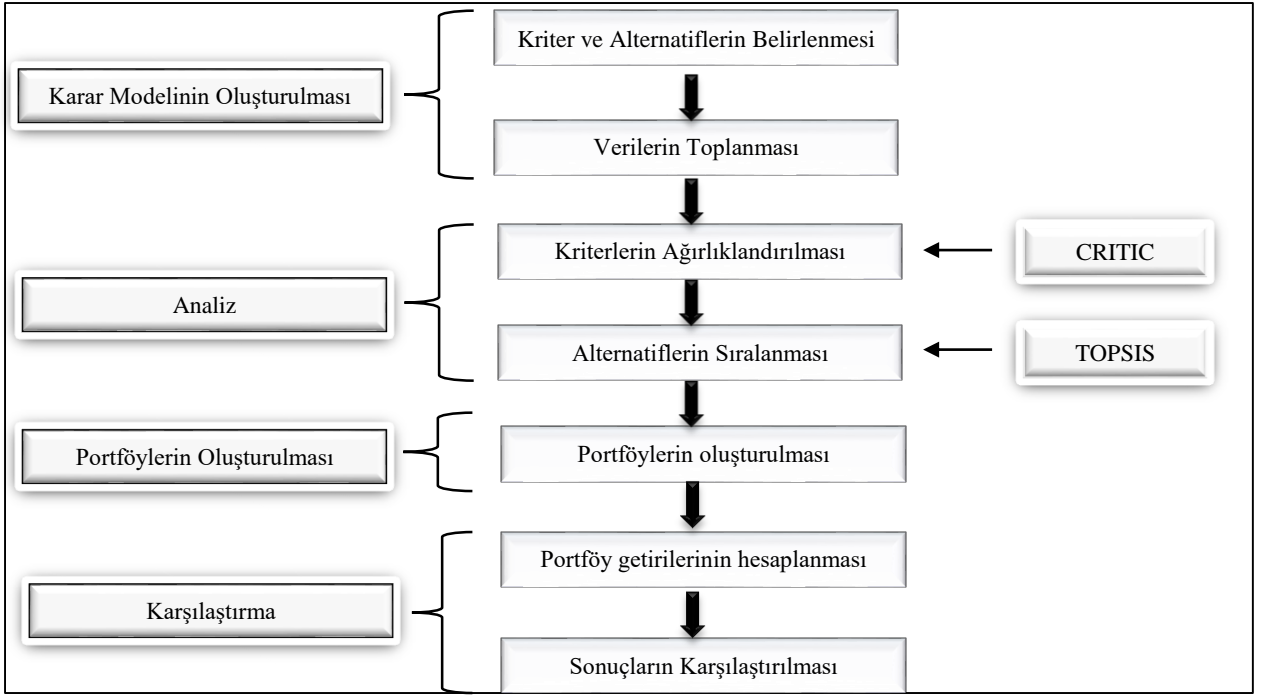 Kriter ve Alternatiflerin Belirlenmesi
Karar Modelinin Oluşturulması
Verilerin Toplanması
Kriterlerin Ağırlıklandırılması
CRITIC
Analiz
Alternatiflerin Sıralanması
TOPSIS
Portföylerin Oluşturulması
Portföylerin oluşturulması
Portföy getirilerinin hesaplanması
Karşılaştırma
Sonuçların Karşılaştırılması